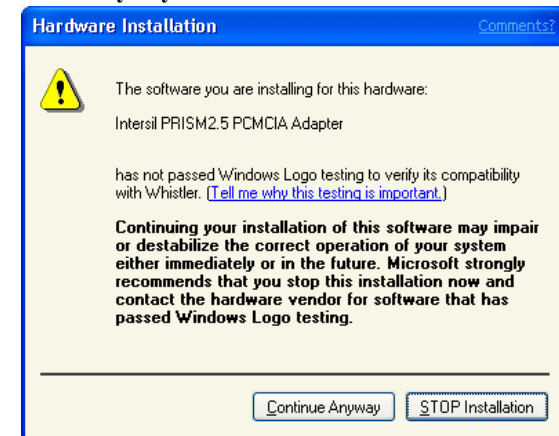 Hardware Installation
Comments?
The software you are installing for this hardware:
Intersil PRISM2.5 PCMCIA Adapter
has not passed Windows Logo testing to verify its compatibility
with Whistler. (Tell me why this testing is important.)
Continuing your installation of this software may impair
or destabilize the correct operation of your system
either immediately or in the future. Microsoft strongly
recommends that you stop this installation now and
contact the hardware vendor for software that has
passed Windows Logo testing.
Continue Anyway
STOP Installation